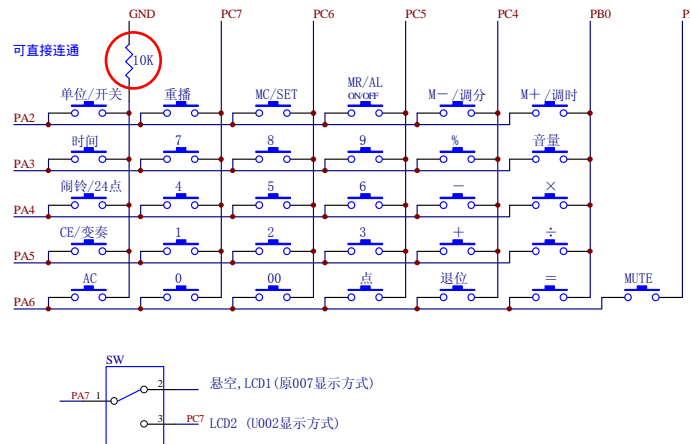 GND PC7 PC6 PC5 PC4 PB0 P
可直接连通
10K
单位/开关 重播 MC/SET MR/AL ON/OFF M－/调分 M＋/调时
PA2
时间 7 8 9 % 音量
PA3
闹铃/24点 4 5 6 － ×
PA4
CE/变奏 1 2 3 ＋ ÷
PA5
AC 0 00 点 退位 = MUTE
PA6
SW
PA7 1 2 悬空,LCD1(原007显示方式)
3 PC7 LCD2 (U002显示方式)